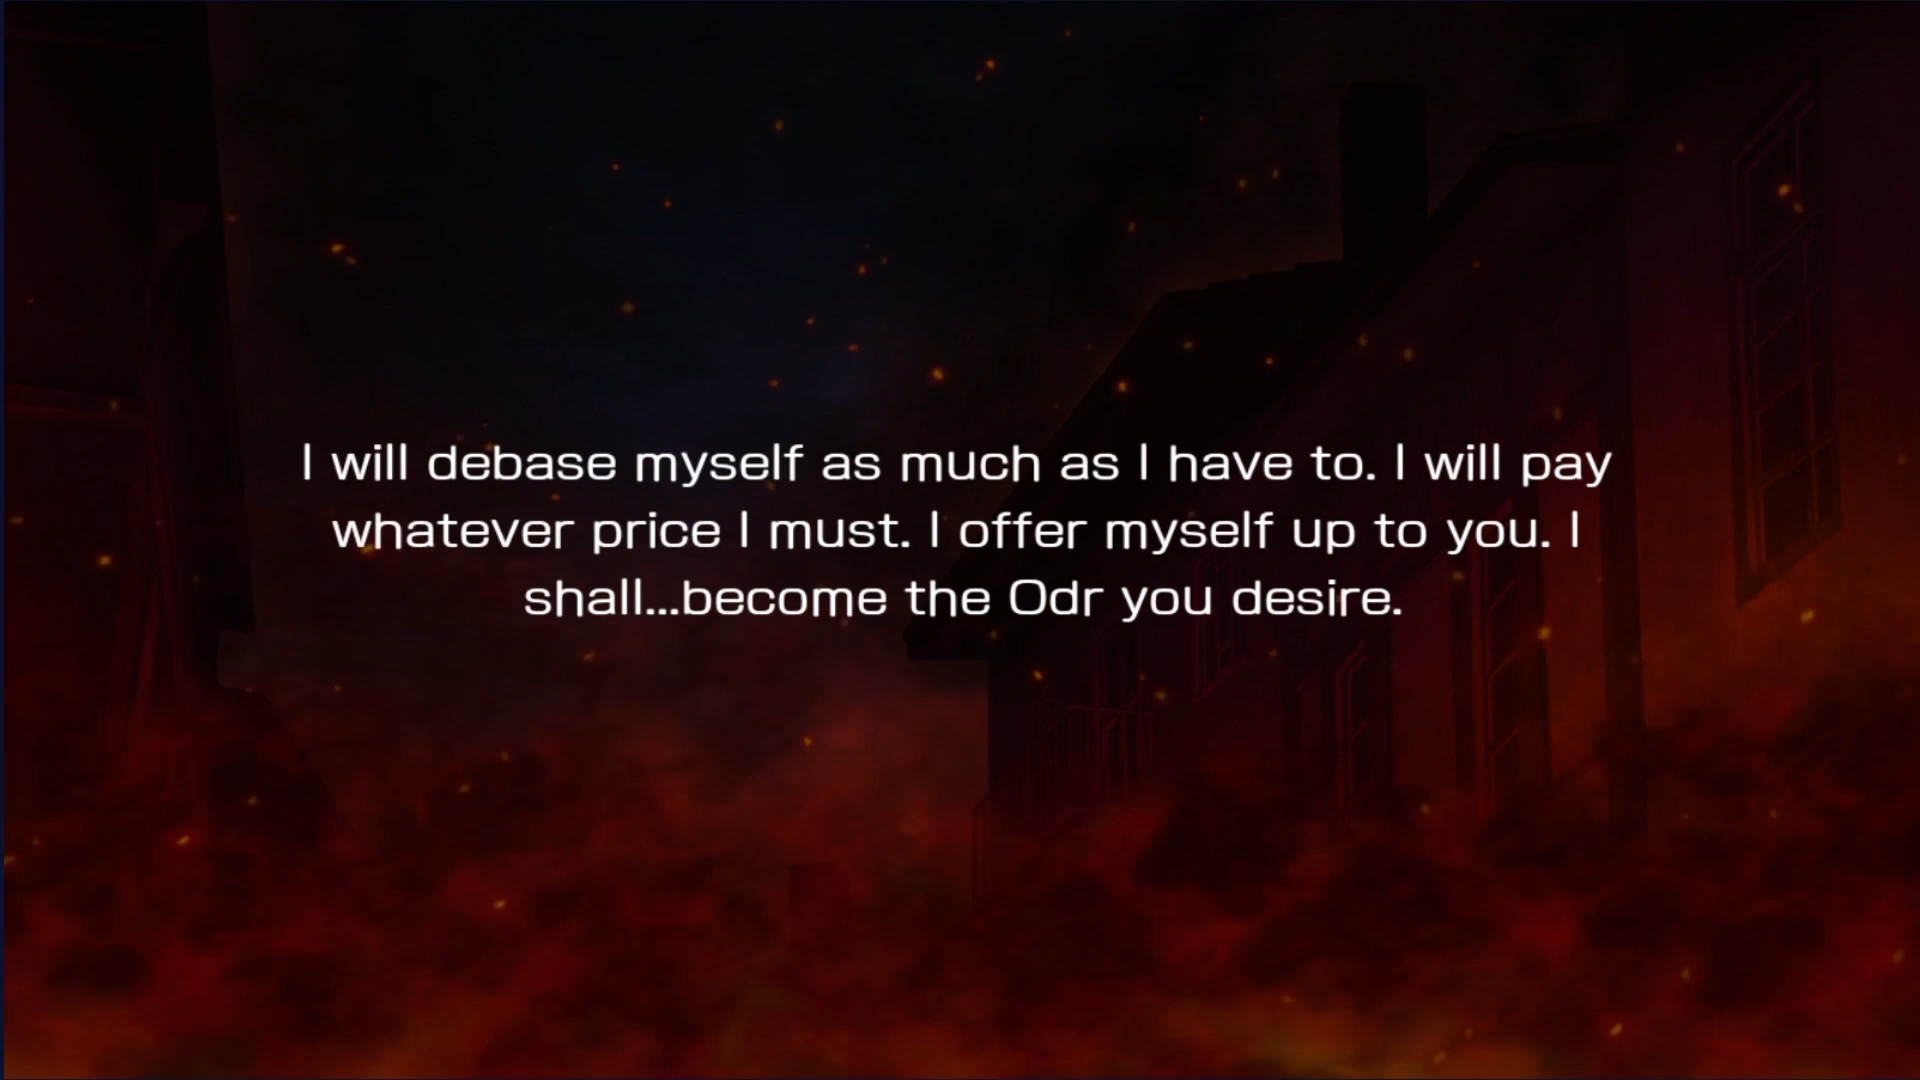 I will debase myself as much as I have to. I will pay
whatever price I must. I offer myself up to you. I
shall...become the Odr you desire.